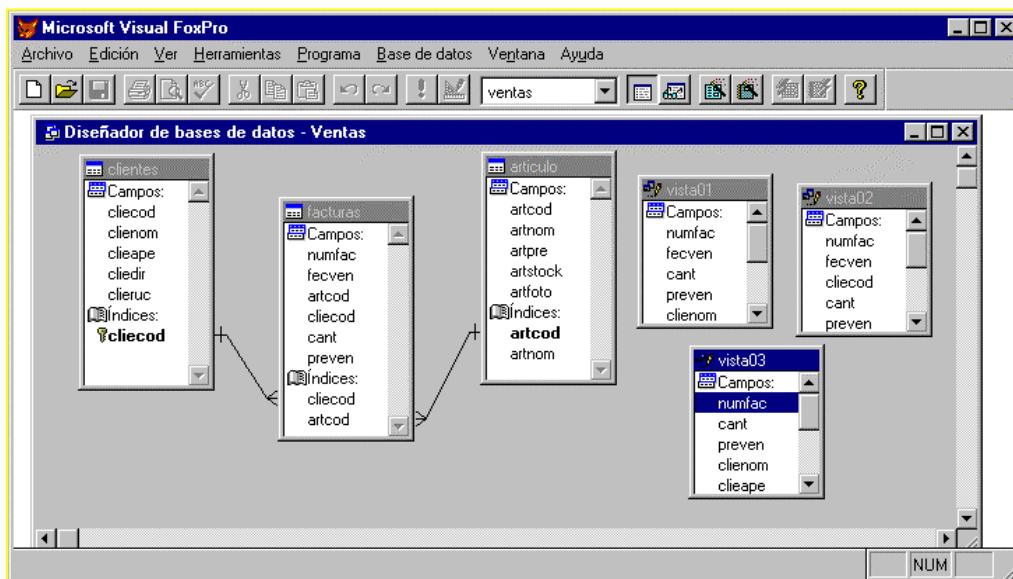 Microsoft Visual FoxPro
Archivo Edición Ver Herramientas Programa Base de datos Ventana Ayuda
ventas
Diseñador de bases de datos - Ventas
clientes
Campos:
cliecod
clienom
clieape
cliedir
clieruc
Índices:
cliecod
facturas
Campos:
numfac
fecven
artcod
cliecod
cant
preven
Índices:
cliecod
artcod
articulo
Campos:
artcod
artnom
artpre
artstock
artfoto
Índices:
artcod
artnom
vista01
Campos:
numfac
fecven
cant
preven
clienom
vista02
Campos:
numfac
fecven
cliecod
cant
preven
vista03
Campos:
numfac
cant
preven
clienom
clieape
NUM